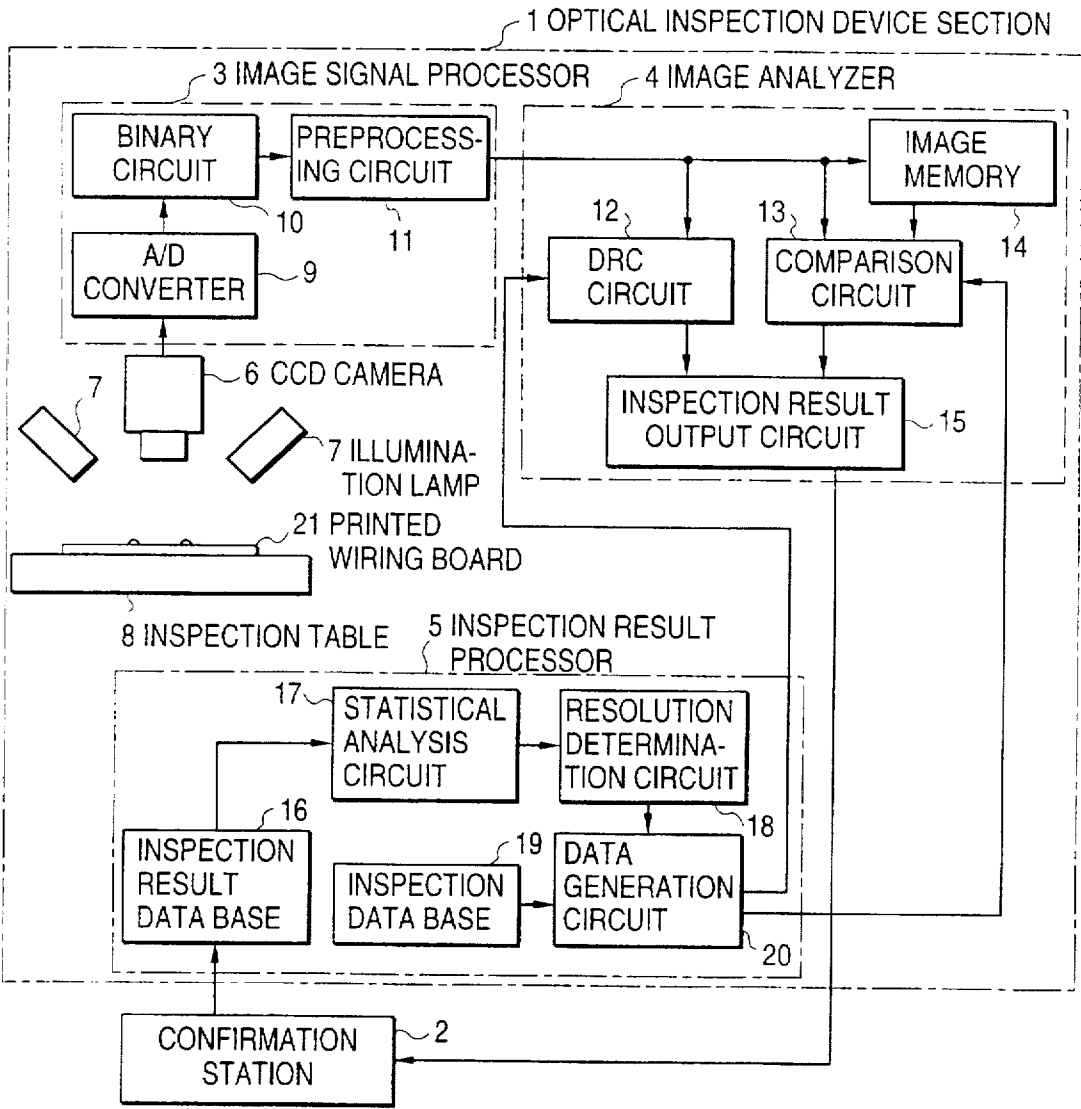 1 OPTICAL INSPECTION DEVICE SECTION
3 IMAGE SIGNAL PROCESSOR
4 IMAGE ANALYZER
BINARY
CIRCUIT
10
PREPROCESS-
ING CIRCUIT
11
IMAGE
MEMORY
14
A/D
CONVERTER
9
12
DRC
CIRCUIT
13
COMPARISON
CIRCUIT
6 CCD CAMERA
7
7 ILLUMINA-
TION LAMP
INSPECTION RESULT
OUTPUT CIRCUIT
15
21 PRINTED
WIRING BOARD
8 INSPECTION TABLE
5 INSPECTION RESULT
PROCESSOR
17
STATISTICAL
ANALYSIS
CIRCUIT
RESOLUTION
DETERMINA-
TION CIRCUIT
18
16
INSPECTION
RESULT
DATA BASE
19
INSPECTION
DATA BASE
DATA
GENERATION
CIRCUIT
20
CONFIRMATION
STATION
2